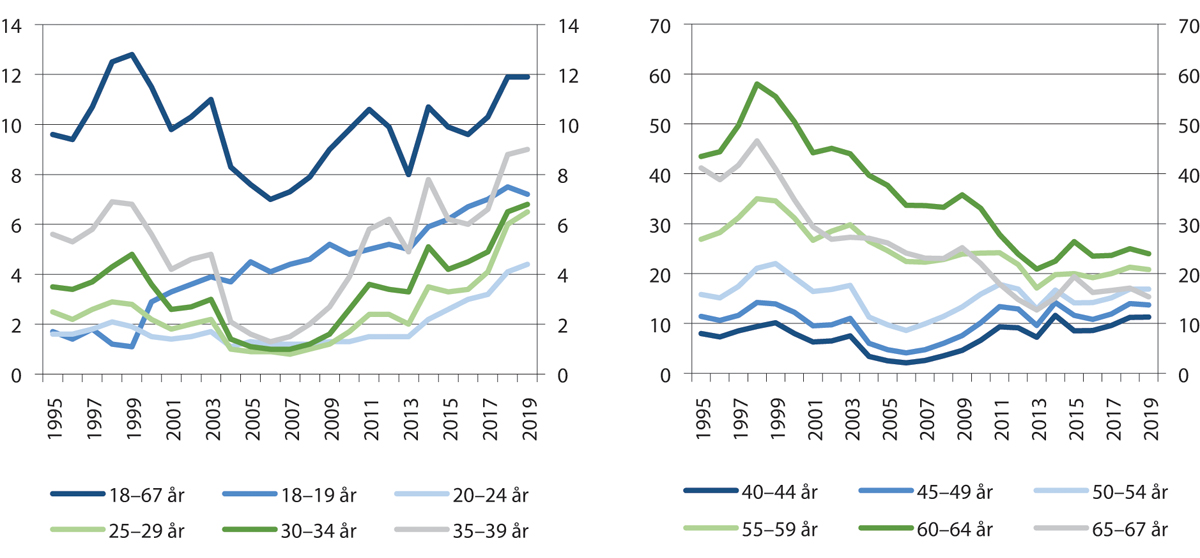 14 14 70 70
12 12 60 60
10 10 50 50
8 8 40 40
6 6 30 30
4 4 20 20
2 2 10 10
0 0 0 0
1995 1997 1999 2001 2003 2005 2007 2009 2011 2013 2015 2017 2019 1995 1997 1999 2001 2003 2005 2007 2009 2011 2013 2015 2017 2019
18–67 år 18–19 år 20–24 år
25–29 år 30–34 år 35–39 år
40–44 år 45–49 år 50–54 år
55–59 år 60–64 år 65–67 år